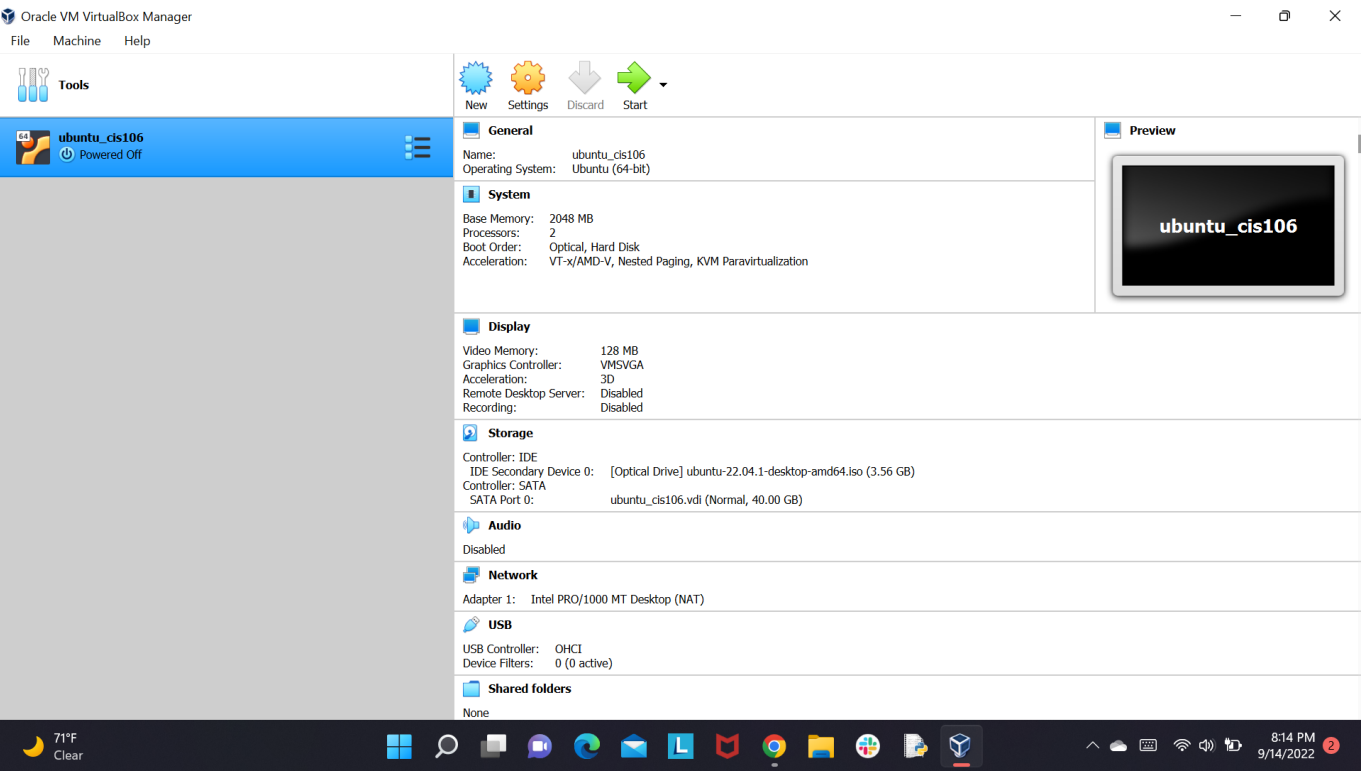 Oracle VM VirtualBox Manager
File Machine Help
Tools
New Settings Discard Start
64
ubuntu_cis106
Powered Off
General
Name: ubuntu_cis106
Operating System: Ubuntu (64-bit)
Preview
ubuntu_cis106
System
Base Memory: 2048 MB
Processors: 2
Boot Order: Optical, Hard Disk
Acceleration: VT-x/AMD-V, Nested Paging, KVM Paravirtualization
Display
Video Memory: 128 MB
Graphics Controller: VMSVGA
Acceleration: 3D
Remote Desktop Server: Disabled
Recording: Disabled
Storage
Controller: IDE
IDE Secondary Device 0: [Optical Drive] ubuntu-22.04.1-desktop-amd64.iso (3.56 GB)
Controller: SATA
SATA Port 0: ubuntu_cis106.vdi (Normal, 40.00 GB)
Audio
Disabled
Network
Adapter 1: Intel PRO/1000 MT Desktop (NAT)
USB
USB Controller: OHCI
Device Filters: 0 (0 active)
Shared folders
None
71°F
Clear
L
8:14 PM
9/14/2022
2